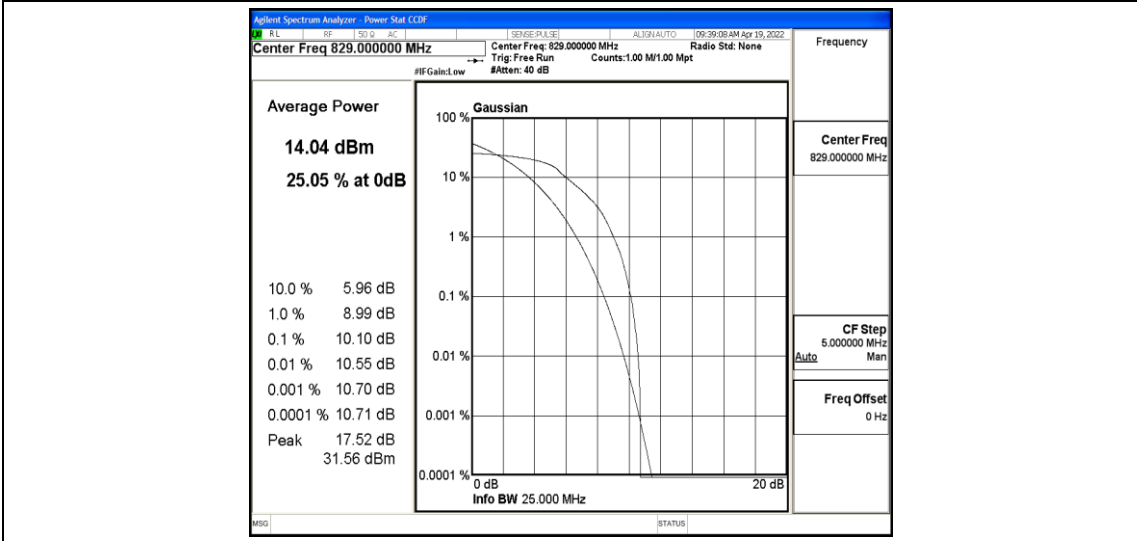 Agilent Spectrum Analyzer - Power Stat CCDF
LXI RL RF 50 Ω AC SENSE:PULSE ALIGNAUTO 09:39:08 AM Apr 19, 2022
Center Freq 829.000000 MHz
Center Freq: 829.000000 MHz Radio Std: None
Trig: Free Run Counts:1.00 M/1.00 Mpt
#IFGain:Low #Atten: 40 dB
Frequency
Average Power
14.04 dBm
25.05 % at 0dB
10.0 % 5.96 dB
1.0 % 8.99 dB
0.1 % 10.10 dB
0.01 % 10.55 dB
0.001 % 10.70 dB
0.0001 % 10.71 dB
Peak 17.52 dB
31.56 dBm
Gaussian
100 %
10 %
1 %
0.1 %
0.01 %
0.001 %
0.0001 %
0 dB 20 dB
Info BW 25.000 MHz
Center Freq
829.000000 MHz
CF Step
5.000000 MHz
Auto Man
Freq Offset
0 Hz
MSG STATUS